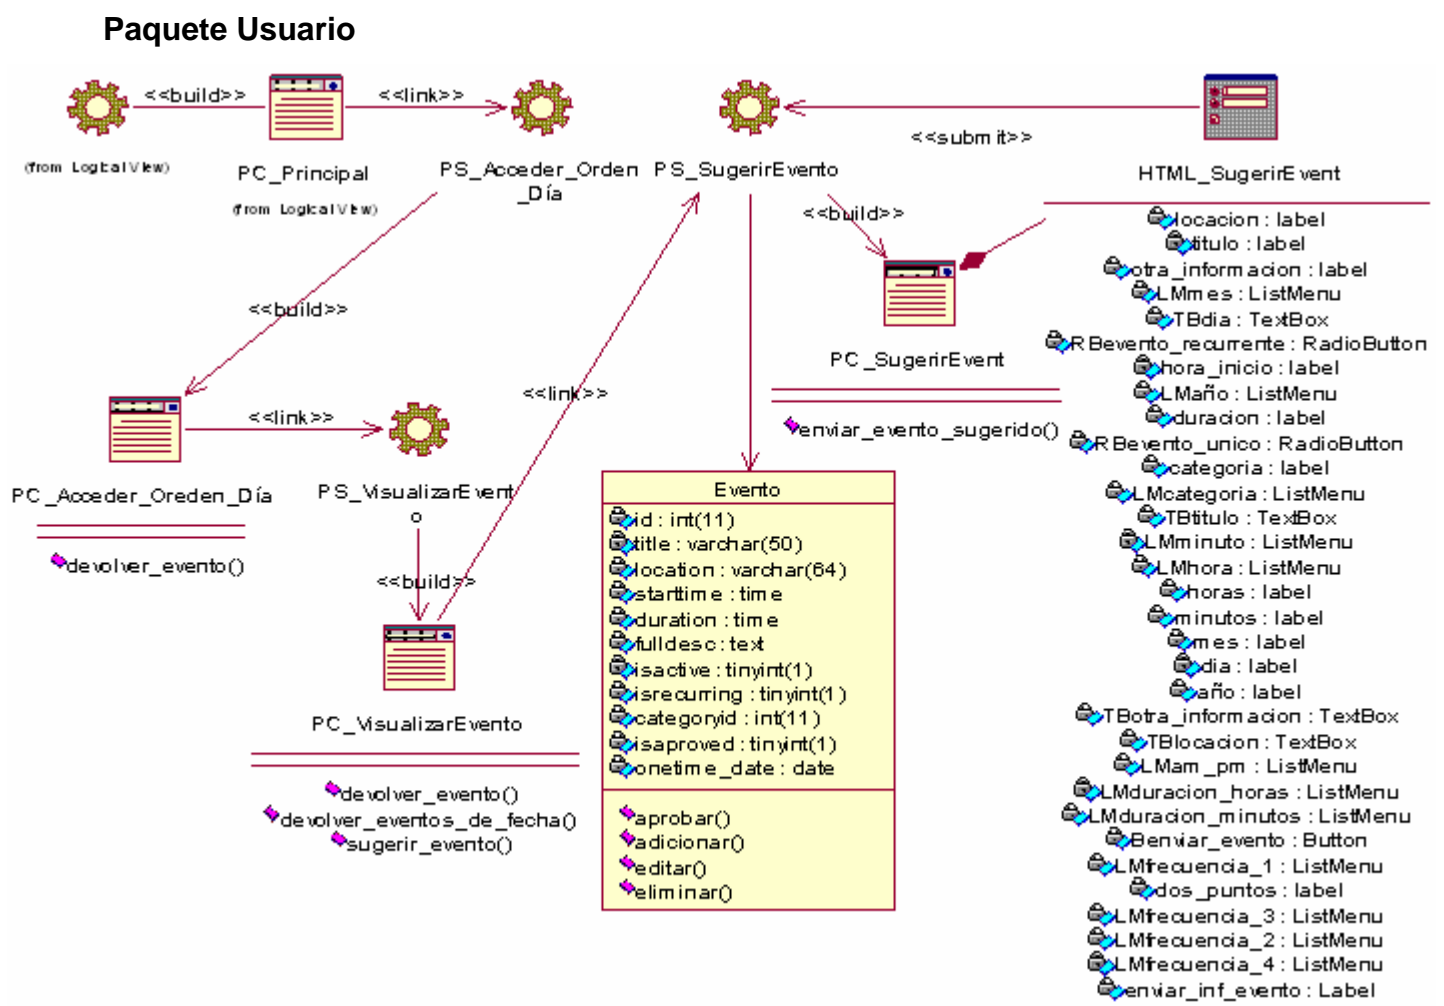 Paquete Usuario
<<build>>
<<link>>
<<submit>>
(from Logical View)
PC_Principal
(from Logical View)
PS_Acceder_Orden
_Día
PS_SugerirEvento
HTML_SugerirEvent
<<build>>
<<build>>
<<link>>
<<link>>
PC_Acceder_Oreden_Día
devolver_evento()
PS_VisualizarEvent
o
<<build>>
PC_VisualizarEvento
devolver_evento()
devolver_eventos_de_fecha()
sugerir_evento()
PC_SugerirEvent
enviar_evento_sugerido()
Evento
id : int(11)
title : varchar(50)
location : varchar(64)
starttime : time
duration : time
fulldesc : text
isactive : tinyint(1)
isrecurring : tinyint(1)
categoryid : int(11)
isaproved : tinyint(1)
onetime_date : date
aprobar()
adicionar()
editar()
eliminar()
locacion : label
titulo : label
otra_informacion : label
LMmes : ListMenu
TBdia : TextBox
RBevento_recurrente : RadioButton
hora_inicio : label
LMaño : ListMenu
duracion : label
RBevento_unico : RadioButton
categoria : label
LMcategoria : ListMenu
TBtitulo : TextBox
LMminuto : ListMenu
LMhora : ListMenu
horas : label
minutos : label
mes : label
dia : label
año : label
TBotra_informacion : TextBox
TBlocacion : TextBox
LMam_pm : ListMenu
LMduracion_horas : ListMenu
LMduracion_minutos : ListMenu
Benviar_evento : Button
LMfrecuencia_1 : ListMenu
dos_puntos : label
LMfrecuencia_3 : ListMenu
LMfrecuencia_2 : ListMenu
LMfrecuencia_4 : ListMenu
enviar_inf_evento : Label